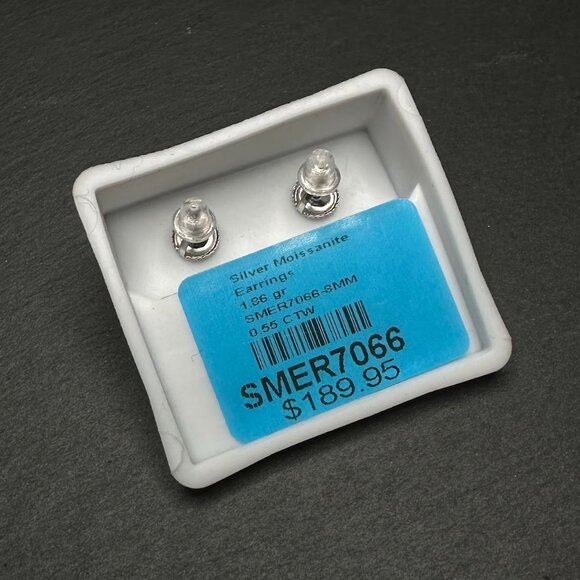 Silver Moissanite
Earrings
1.86 gr
SMER7066-8MM
0.55 CTW
SMER7066
$189.95